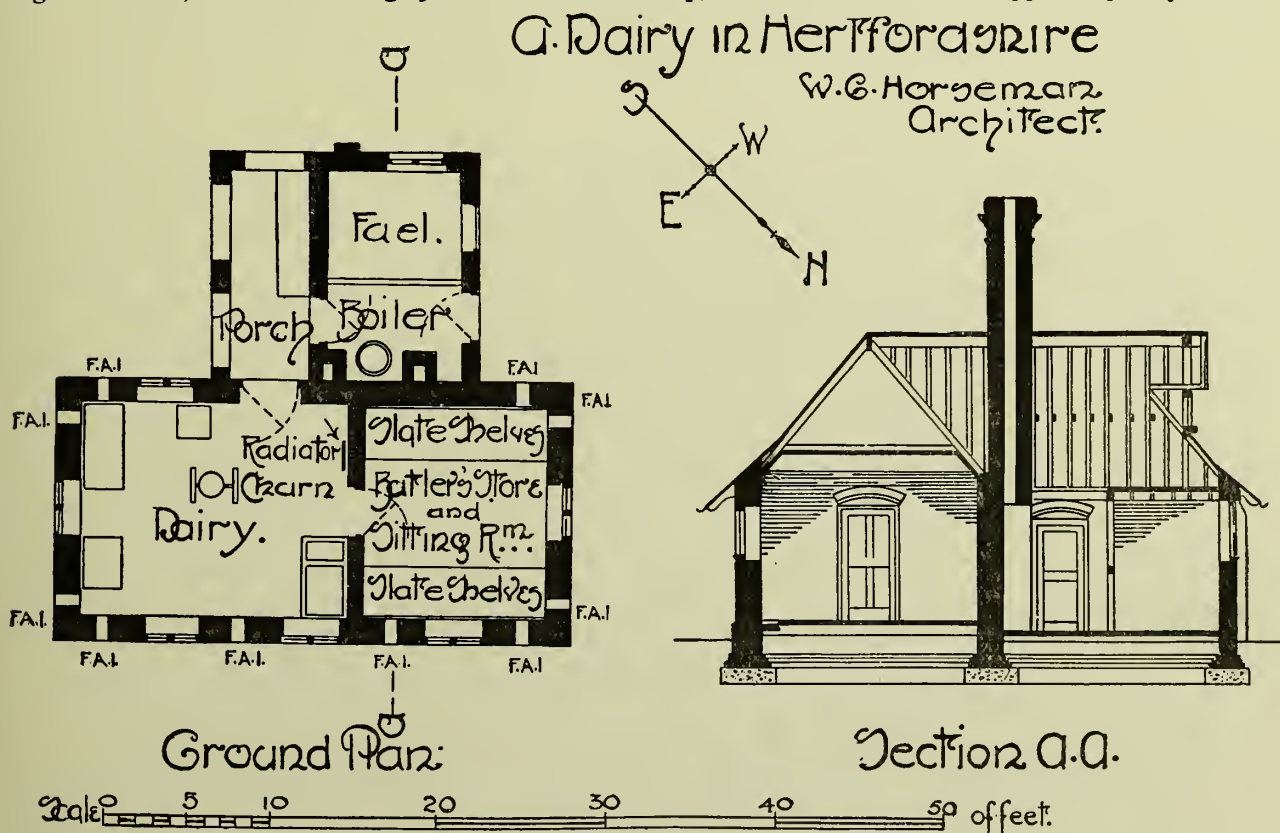 A. Dairy in Hertfordshire
W.C. Horseman
Architect.
S
W
E
N
A
Fuel.
Porch
Boiler
F.A.I
F.A.I
F.A.I.
F.A.I.
Radiator
Slate Shelves
Churn
Butler's Store
and
Sitting Rm...
Dairy.
Slate Shelves
F.A.I.
F.A.I
F.A.I.
F.A.I.
F.A.I.
F.A.I
A
Ground Plan:
Section A.A.
Scale 0 5 10 20 30 40 50 of feet.